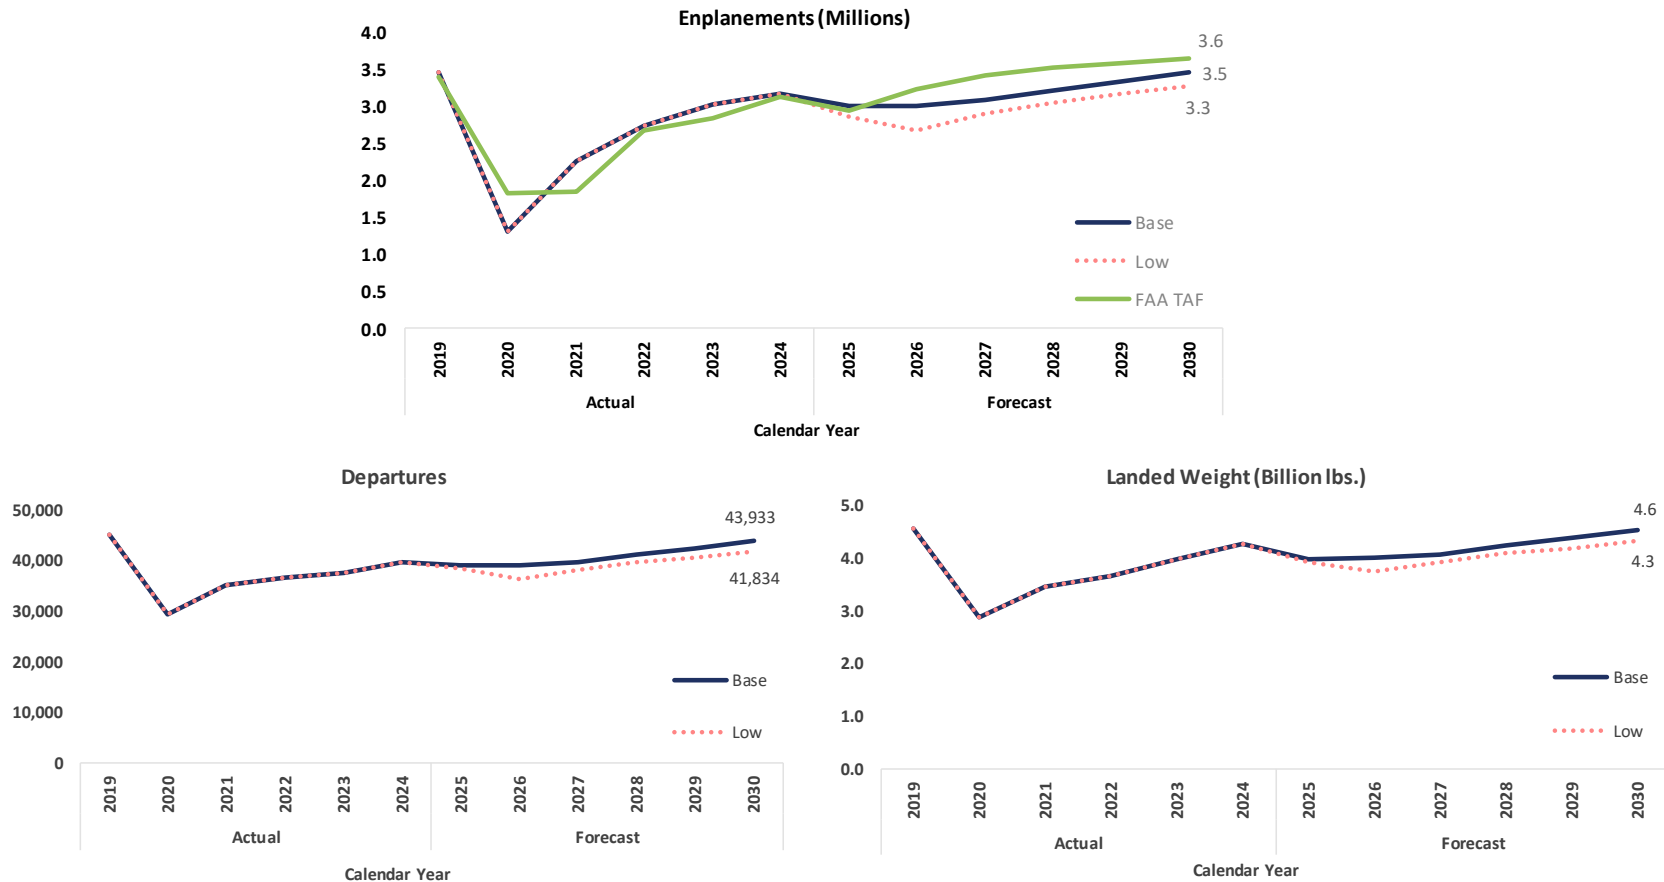 Enplanements (Millions)
4.0
3.5
3.0
2.5
2.0
1.5
1.0
0.5
0.0
3.6
3.5
3.3
Base
Low
FAA TAF
2019 2020 2021 2022 2023 2024 2025 2026 2027 2028 2029 2030
Actual Forecast
Calendar Year
Departures
50,000
40,000
30,000
20,000
10,000
0
43,933
41,834
Base
Low
2019 2020 2021 2022 2023 2024 2025 2026 2027 2028 2029 2030
Actual Forecast
Calendar Year
Landed Weight (Billion lbs.)
5.0
4.0
3.0
2.0
1.0
0.0
4.6
4.3
Base
Low
2019 2020 2021 2022 2023 2024 2025 2026 2027 2028 2029 2030
Actual Forecast
Calendar Year